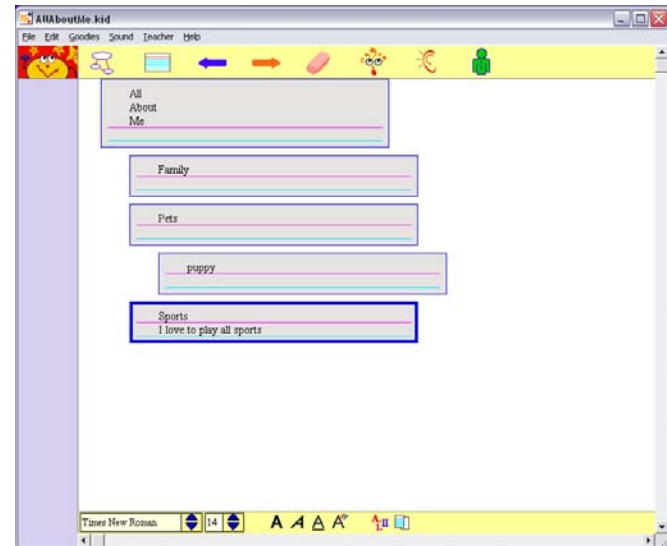 AllAboutMe.kid
File Edit Goodies Sound Teacher Help
All
About
Me
Family
Pets
puppy
Sports
I love to play all sports
Times New Roman 14 A A A A